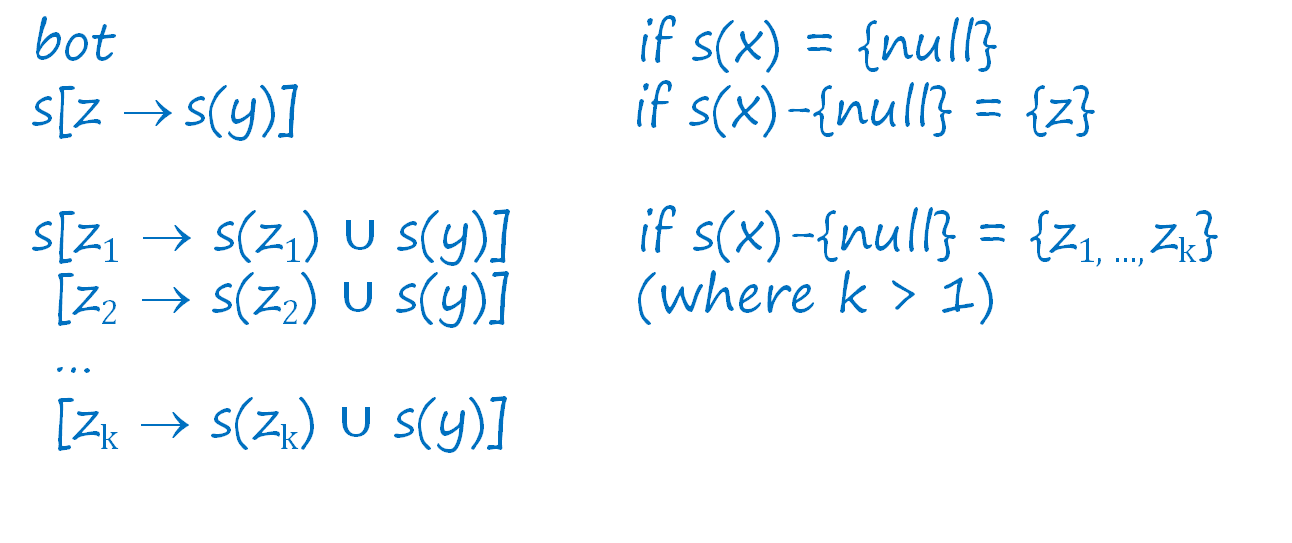 bot if s(x) = {null}
s[z → s(y)] if s(x)-{null} = {z}
s[z₁ → s(z₁) ∪ s(y)] if s(x)-{null} = {z₁, ..., zₖ}
[z₂ → s(z₂) ∪ s(y)] (where k > 1)
...
[zₖ → s(zₖ) ∪ s(y)]